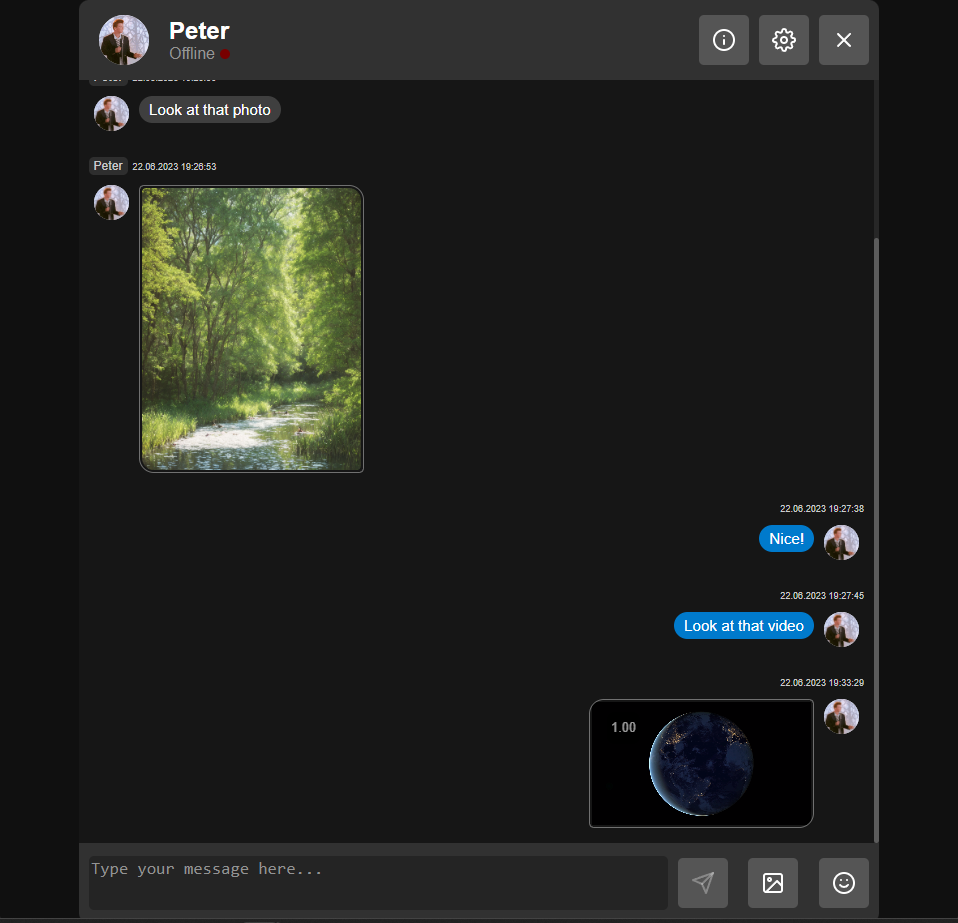 Peter
Offline
Look at that photo
Peter 22.06.2023 19:26:53
22.06.2023 19:27:38
Nice!
22.06.2023 19:27:45
Look at that video
22.06.2023 19:33:29
1.00
Type your message here...